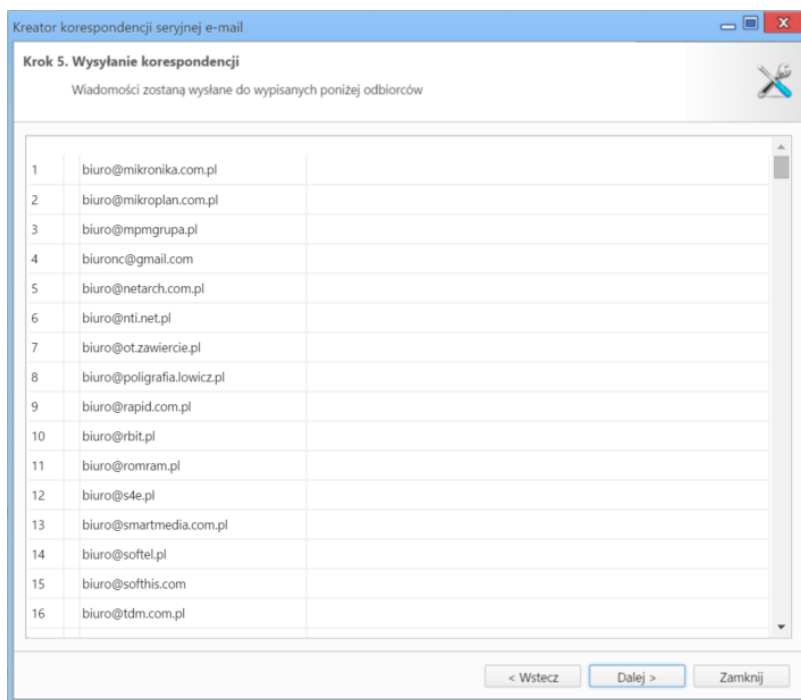 Kreator korespondencji seryjnej e-mail
Krok 5. Wysyłanie korespondencji
Wiadomości zostaną wysłane do wypisanych poniżej odbiorców
1 biuro@mikronika.com.pl
2 biuro@mikroplan.com.pl
3 biuro@mpmgrupa.pl
4 biuronc@gmail.com
5 biuro@netarch.com.pl
6 biuro@nti.net.pl
7 biuro@ot.zawiercie.pl
8 biuro@poligrafia.lowicz.pl
9 biuro@rapid.com.pl
10 biuro@rbit.pl
11 biuro@romram.pl
12 biuro@s4e.pl
13 biuro@smartmedia.com.pl
14 biuro@softel.pl
15 biuro@softhis.com
16 biuro@tdm.com.pl
< Wstecz Dalej > Zamknij